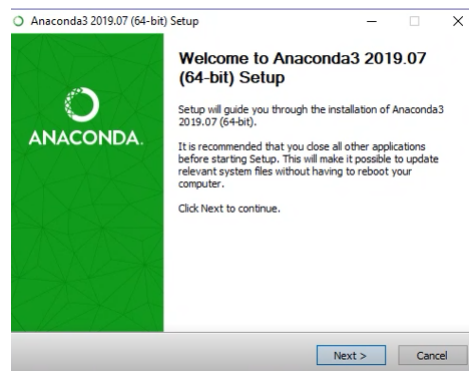 Anaconda3 2019.07 (64-bit) Setup
ANACONDA.
Welcome to Anaconda3 2019.07
(64-bit) Setup
Setup will guide you through the installation of Anaconda3
2019.07 (64-bit).
It is recommended that you close all other applications
before starting Setup. This will make it possible to update
relevant system files without having to reboot your
computer.
Click Next to continue.
Next >
Cancel